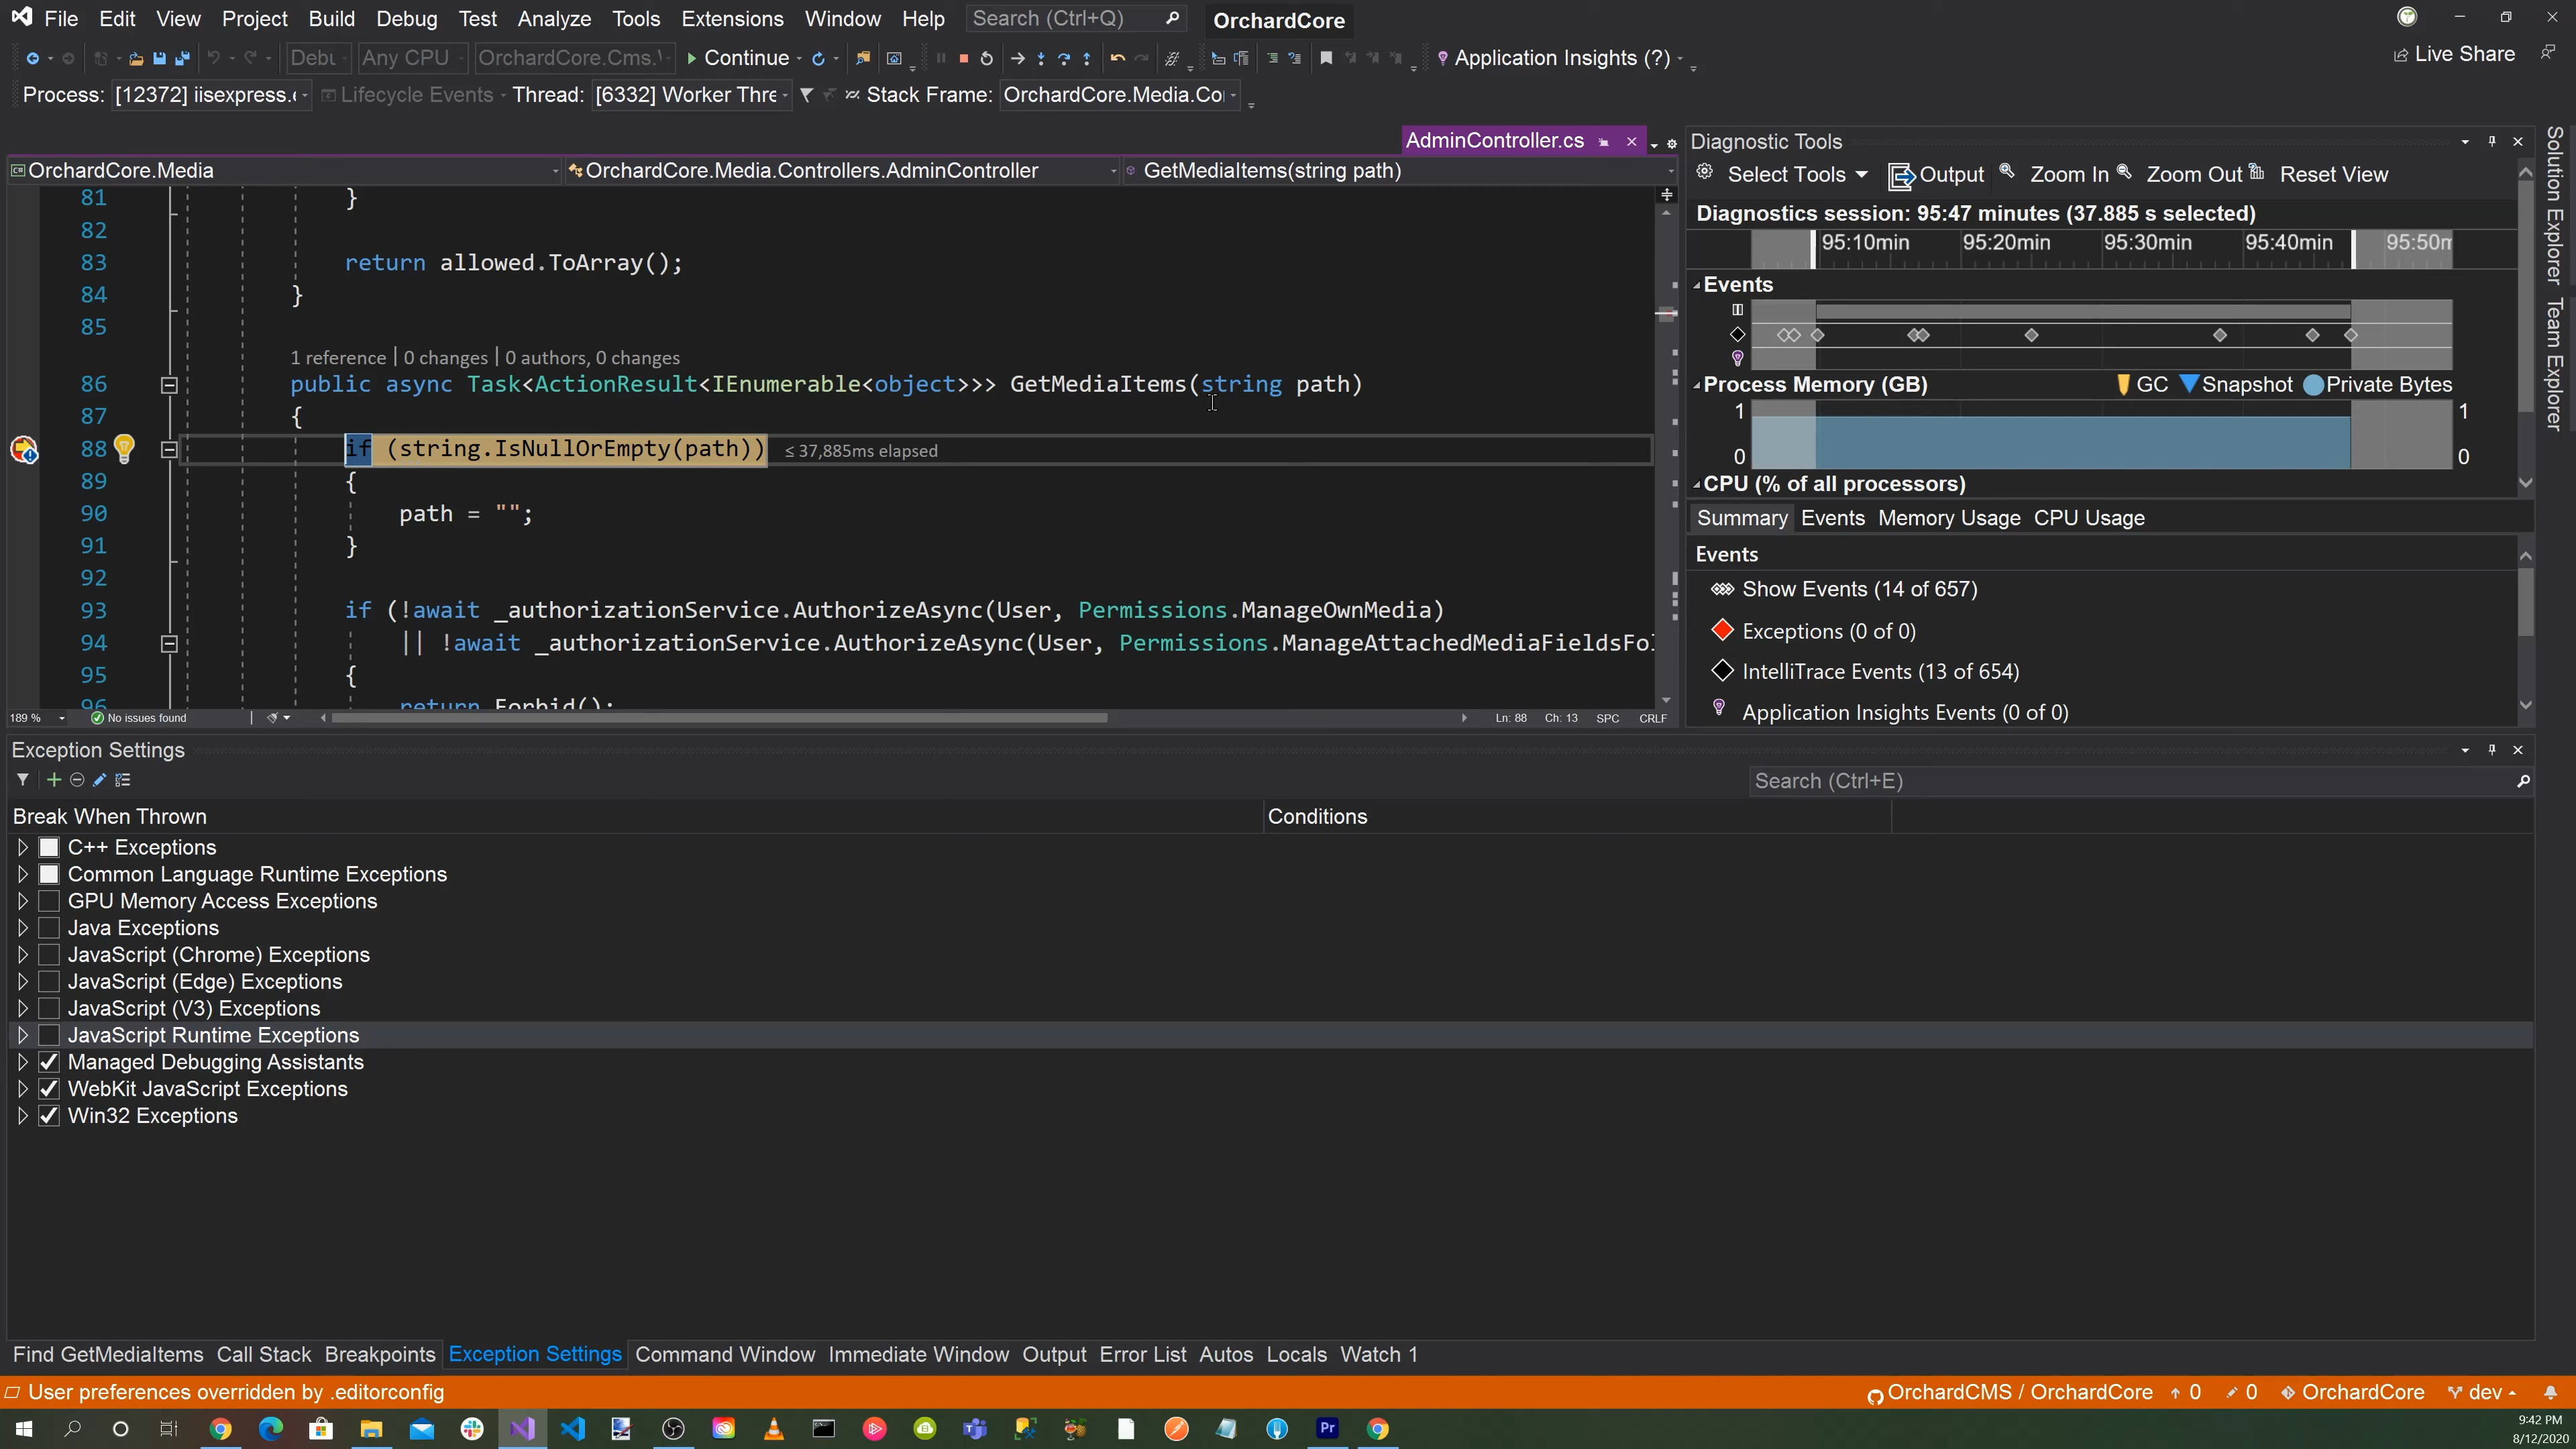 File Edit View Project Build Debug Test Analyze Tools Extensions Window Help Search (Ctrl+Q) OrchardCore
Any CPU OrchardCore.Cms. Continue Application Insights (?) Live Share
Process: [12372] iisexpress. Lifecycle Events Thread: [6332] Worker Thre Stack Frame: OrchardCore.Media.Co
AdminController.cs
OrchardCore.Media OrchardCore.Media.Controllers.AdminController GetMediaItems(string path)
81 }
82
83 return allowed.ToArray();
84 }
85
1 reference | 0 changes | 0 authors, 0 changes
86 public async Task<ActionResult<IEnumerable<object>>> GetMediaItems(string path)
87 {
88 if (string.IsNullOrEmpty(path)) ≤ 37,885ms elapsed
89 {
90 path = "";
91 }
92
93 if (!await _authorizationService.AuthorizeAsync(User, Permissions.ManageOwnMedia)
94 || !await _authorizationService.AuthorizeAsync(User, Permissions.ManageAttachedMediaFieldsFo
95 {
96 return Forbid();
189 % No issues found Ln: 88 Ch: 13 SPC CRLF
Diagnostic Tools
Select Tools Output Zoom In Zoom Out Reset View
Diagnostics session: 95:47 minutes (37.885 s selected)
95:10min 95:20min 95:30min 95:40min 95:50m
Events
Process Memory (GB) GC Snapshot Private Bytes
1 1
0 0
CPU (% of all processors)
Summary Events Memory Usage CPU Usage
Events
Show Events (14 of 657)
Exceptions (0 of 0)
IntelliTrace Events (13 of 654)
Application Insights Events (0 of 0)
Solution Explorer
Team Explorer
Exception Settings
Search (Ctrl+E)
Break When Thrown Conditions
C++ Exceptions
Common Language Runtime Exceptions
GPU Memory Access Exceptions
Java Exceptions
JavaScript (Chrome) Exceptions
JavaScript (Edge) Exceptions
JavaScript (V3) Exceptions
JavaScript Runtime Exceptions
Managed Debugging Assistants
WebKit JavaScript Exceptions
Win32 Exceptions
Find GetMediaItems Call Stack Breakpoints Exception Settings Command Window Immediate Window Output Error List Autos Locals Watch 1
User preferences overridden by .editorconfig OrchardCMS / OrchardCore 0 0 OrchardCore dev
Pr
9:42 PM
8/12/2020